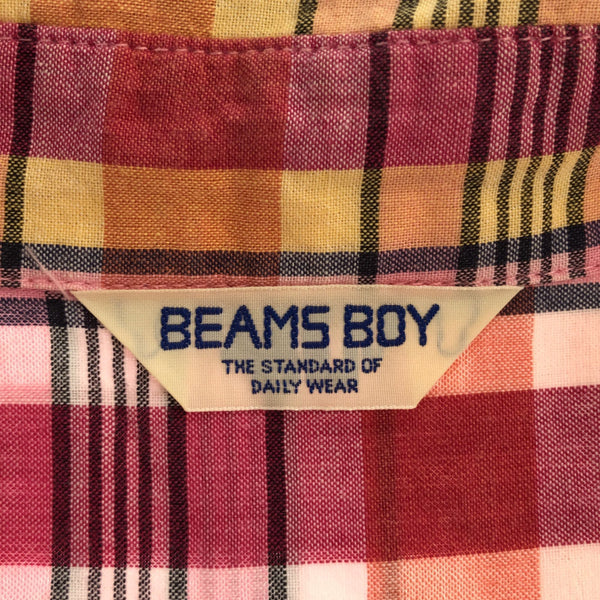 BEAMS BOY
THE STANDARD OF
DAILY WEAR